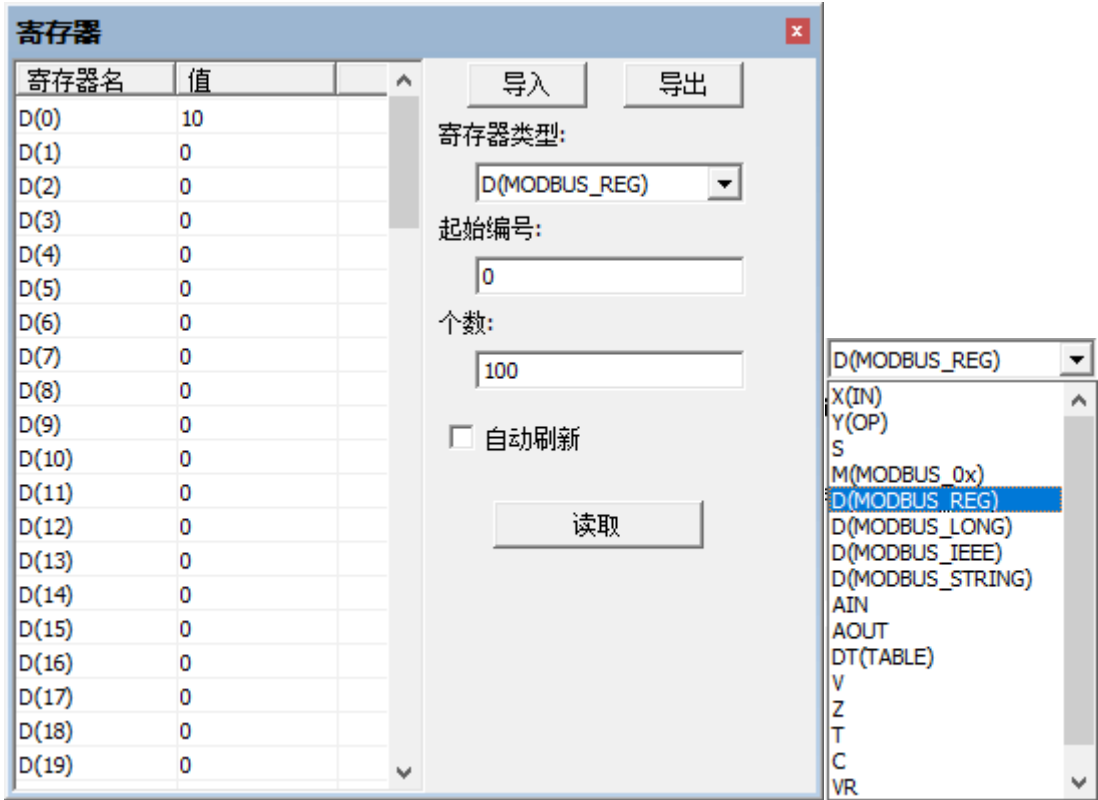 寄存器
寄存器名 值
D(0) 10
D(1) 0
D(2) 0
D(3) 0
D(4) 0
D(5) 0
D(6) 0
D(7) 0
D(8) 0
D(9) 0
D(10) 0
D(11) 0
D(12) 0
D(13) 0
D(14) 0
D(15) 0
D(16) 0
D(17) 0
D(18) 0
D(19) 0
导入 导出
寄存器类型:
D(MODBUS_REG)
起始编号:
0
个数:
100
自动刷新
读取
D(MODBUS_REG)
X(IN)
Y(OP)
S
M(MODBUS_0x)
D(MODBUS_REG)
D(MODBUS_LONG)
D(MODBUS_IEEE)
D(MODBUS_STRING)
AIN
AOUT
DT(TABLE)
V
Z
T
C
VR